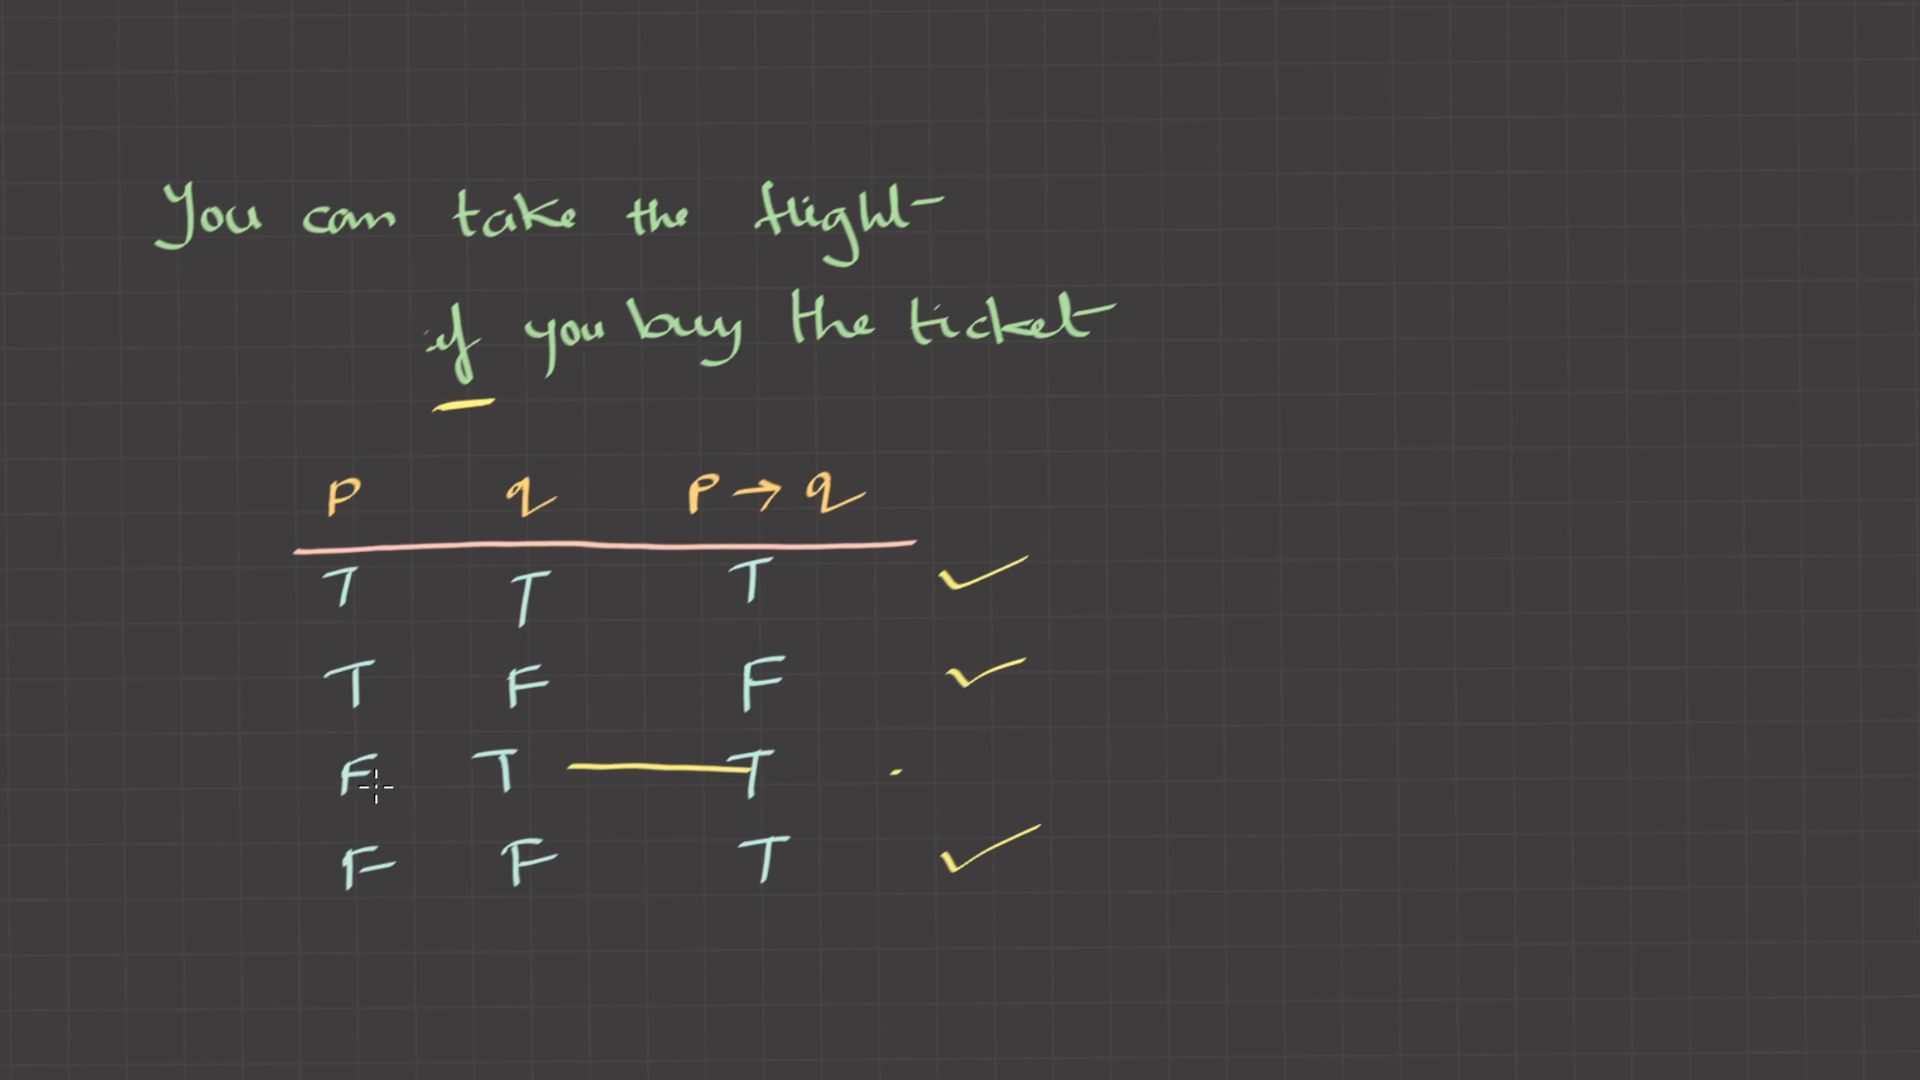 You can take the flight
if you buy the ticket
p q p → q
T T T ✓
T F F ✓
F T T
F F T ✓